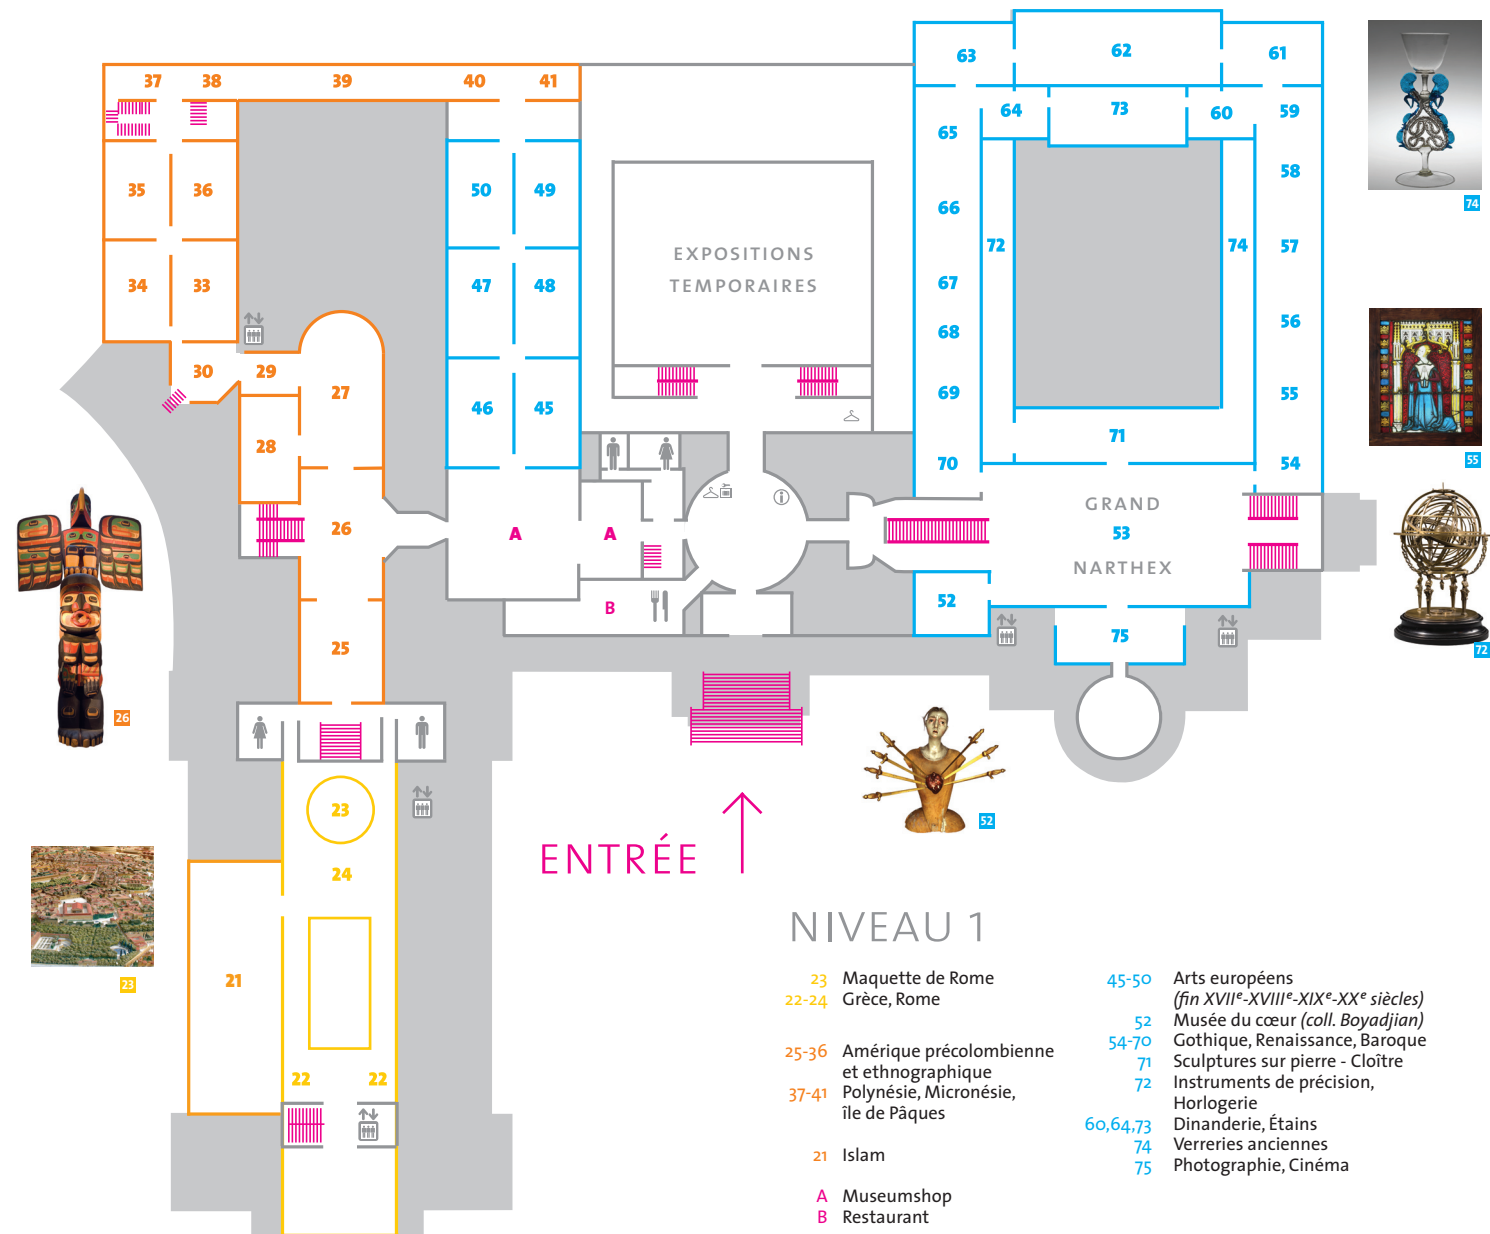 63
62
61
37
38
39
40
41
64
73
60
59
65
58
35
36
50
49
66
72
74
57
74
EXPOSITIONS
TEMPORAIRES
34
33
47
48
67
56
68
30
29
27
46
45
69
55
28
71
70
54
55
26
A
A
GRAND
53
NARTHEX
B
52
75
72
25
26
23
52
ENTRÉE
24
23
21
22
22
NIVEAU 1
23 Maquette de Rome
22-24 Grèce, Rome
25-36 Amérique précolombienne
et ethnographique
37-41 Polynésie, Micronésie,
île de Pâques
21 Islam
A Museumshop
B Restaurant
45-50 Arts européens
(fin XVIIᵉ-XVIIIᵉ-XIXᵉ-XXᵉ siècles)
52 Musée du cœur (coll. Boyadjian)
54-70 Gothique, Renaissance, Baroque
71 Sculptures sur pierre - Cloître
72 Instruments de précision,
Horlogerie
60,64,73 Dinanderie, Étains
74 Verreries anciennes
75 Photographie, Cinéma